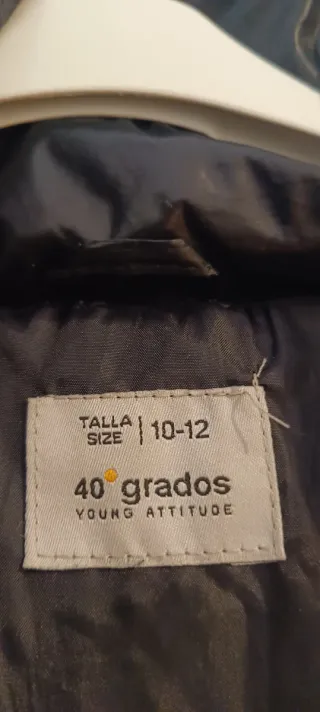 TALLA
SIZE | 10-12
40° grados
YOUNG ATTITUDE